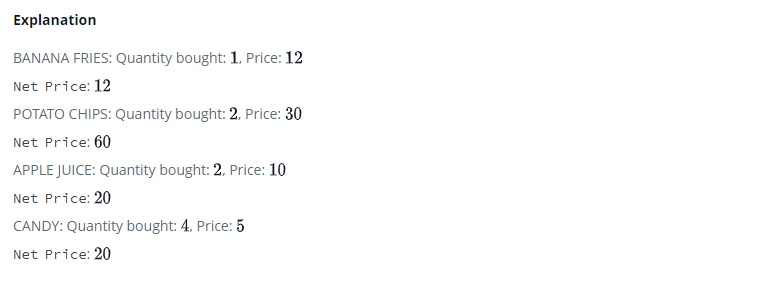 Explanation
BANANA FRIES: Quantity bought: 1, Price: 12
Net Price: 12
POTATO CHIPS: Quantity bought: 2, Price: 30
Net Price: 60
APPLE JUICE: Quantity bought: 2, Price: 10
Net Price: 20
CANDY: Quantity bought: 4, Price: 5
Net Price: 20